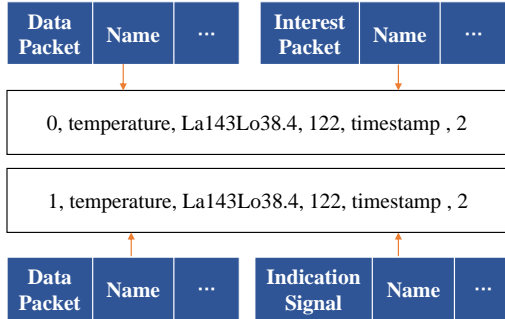 Data Packet Name ... Interest Packet Name ...
0, temperature, La143Lo38.4, 122, timestamp , 2
1, temperature, La143Lo38.4, 122, timestamp , 2
Data Packet Name ... Indication Signal Name ...